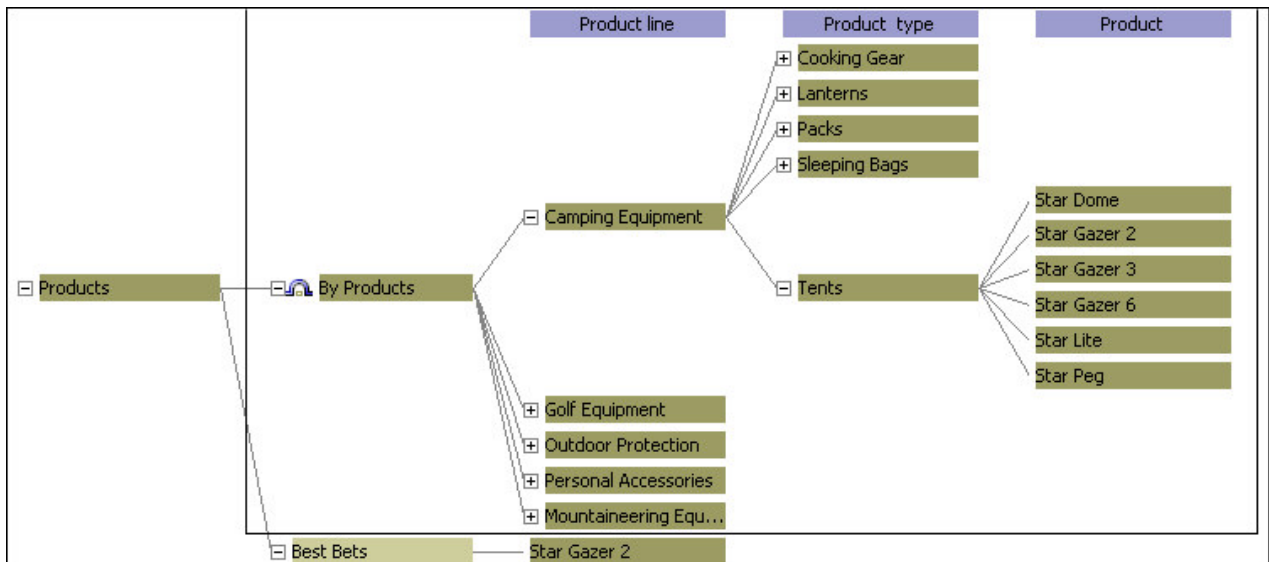 Product line
Product type
Product
Cooking Gear
Lanterns
Packs
Sleeping Bags
Camping Equipment
Star Dome
Star Gazer 2
Star Gazer 3
Star Gazer 6
Star Lite
Star Peg
Products
By Products
Tents
Golf Equipment
Outdoor Protection
Personal Accessories
Mountaineering Equ...
Best Bets
Star Gazer 2